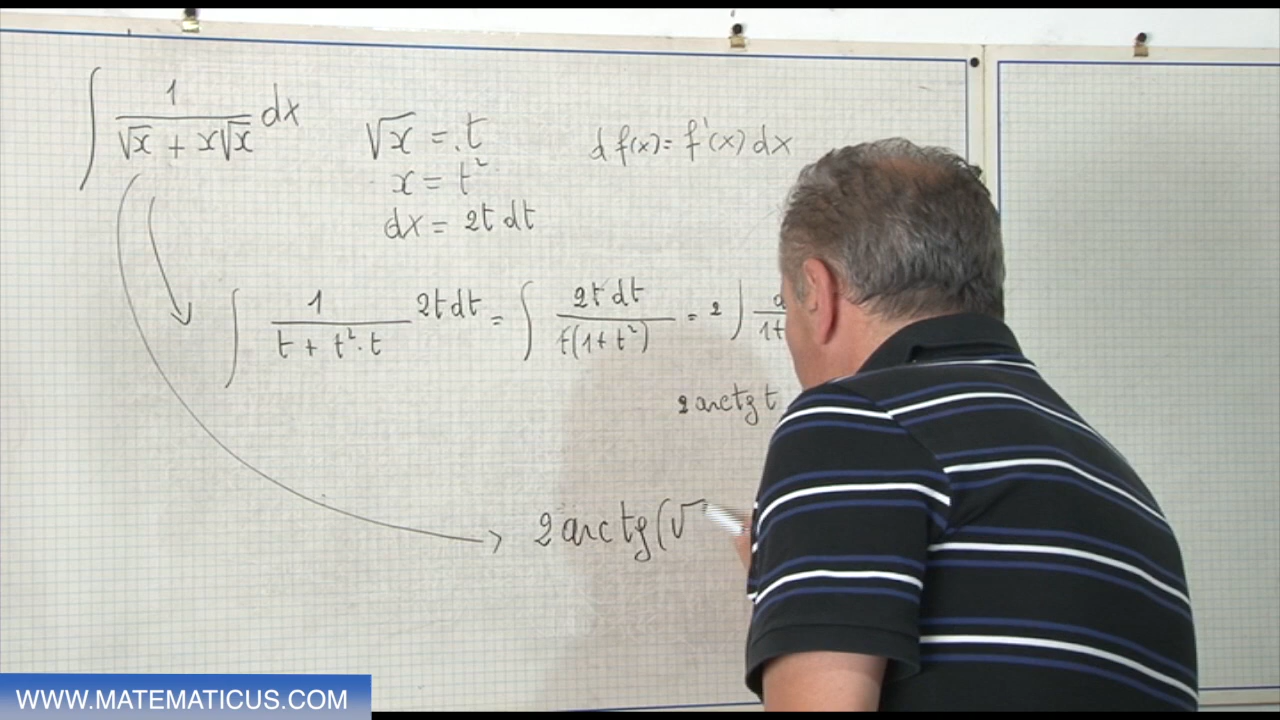 ∫ 1/(√x + x√x) dx
√x = t
x = t²
dx = 2t dt
d f(x) = f'(x) dx
∫ 1/(t + t²·t) 2t dt = ∫ 2t dt/(t(1+t²)) = 2 ∫
2 arctg t
2 arctg(√
WWW.MATEMATICUS.COM